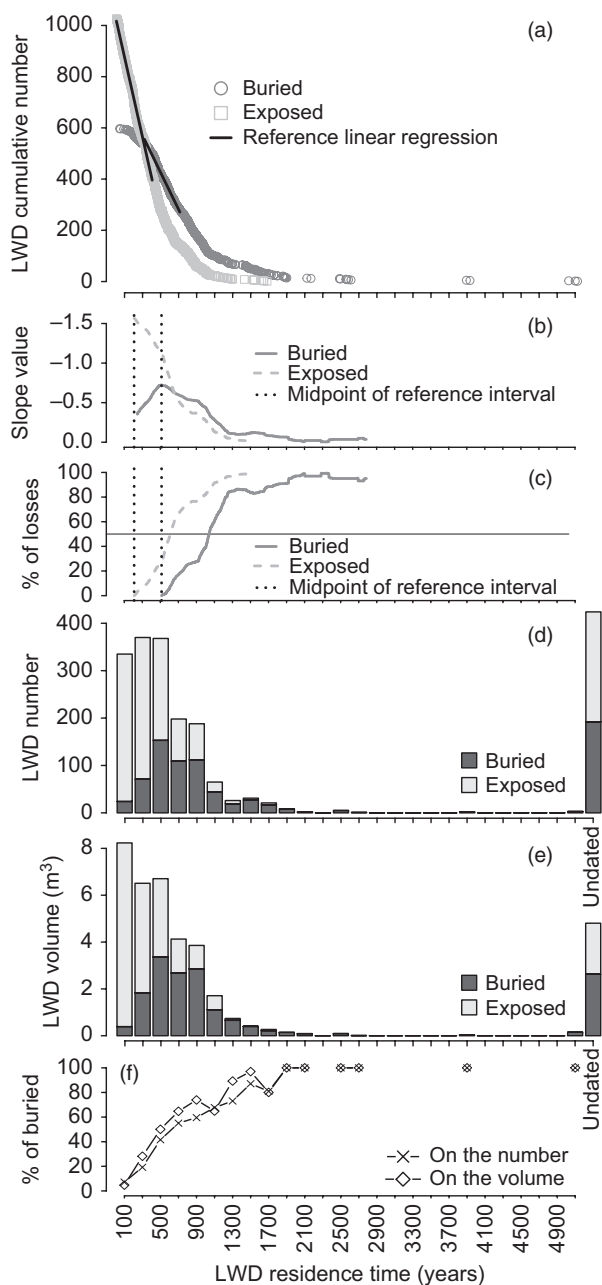 (a)
LWD cumulative number
1000
800
600
400
200
0
Buried
Exposed
Reference linear regression
(b)
Slope value
–1.5
–1.0
–0.5
0.0
Buried
Exposed
Midpoint of reference interval
(c)
% of losses
100
80
60
40
20
0
Buried
Exposed
Midpoint of reference interval
(d)
LWD number
400
300
200
100
0
Buried
Exposed
Undated
(e)
LWD volume (m³)
8
6
4
2
0
Buried
Exposed
Undated
(f)
% of buried
100
80
60
40
20
0
On the number
On the volume
100 500 900 1300 1700 2100 2500 2900 3300 3700 4100 4500 4900
LWD residence time (years)